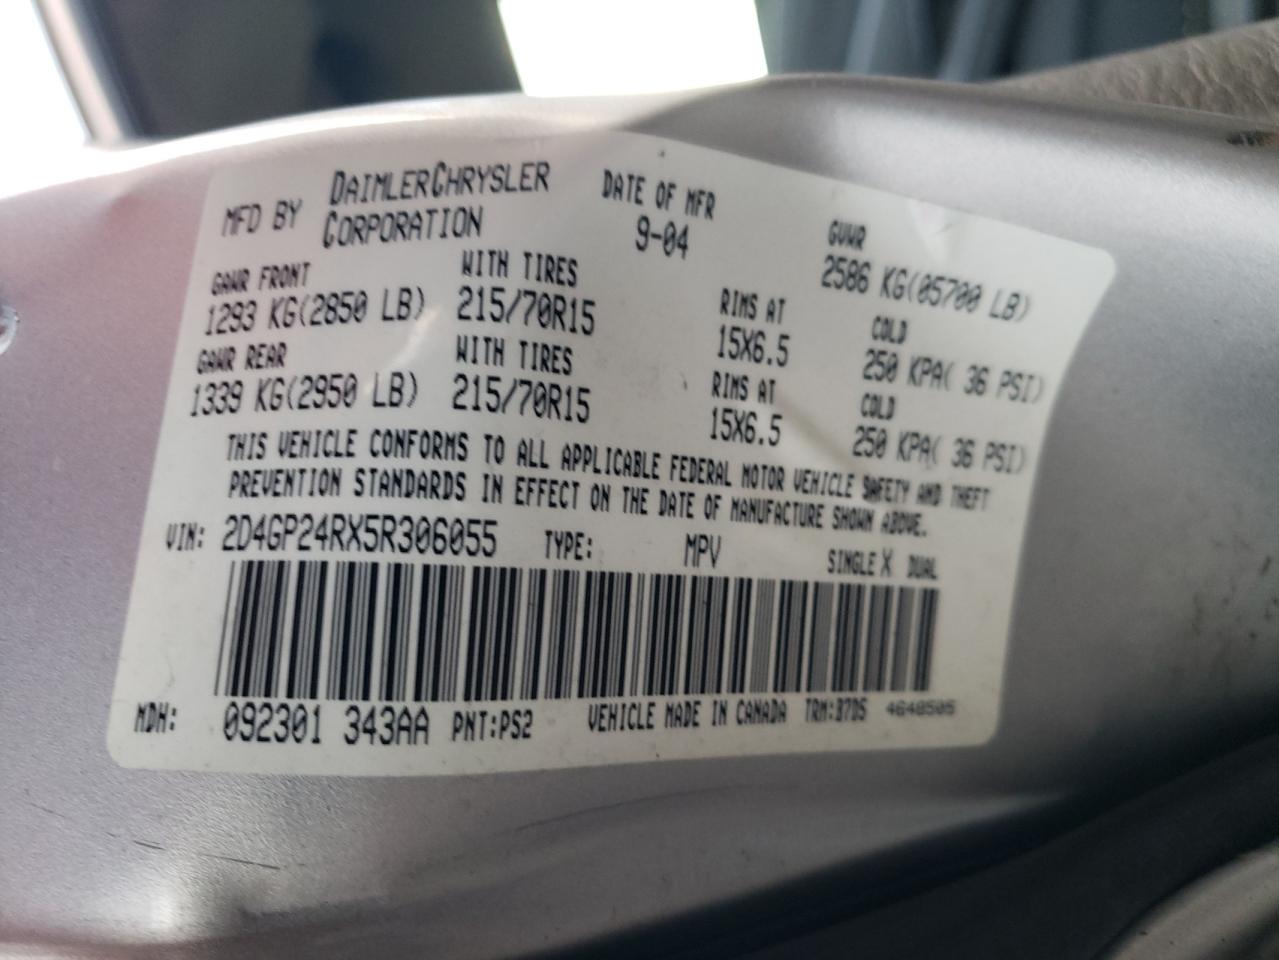 MFD BY DAIMLERCHRYSLER CORPORATION
DATE OF MFR 9-04
GVWR 2586 KG(05700 LB)
GAWR FRONT WITH TIRES RIMS AT COLD
1293 KG(2850 LB) 215/70R15 15X6.5 250 KPA( 36 PSI)
GAWR REAR WITH TIRES RIMS AT COLD
1339 KG(2950 LB) 215/70R15 15X6.5 250 KPA( 36 PSI)
THIS VEHICLE CONFORMS TO ALL APPLICABLE FEDERAL MOTOR VEHICLE SAFETY AND THEFT
PREVENTION STANDARDS IN EFFECT ON THE DATE OF MANUFACTURE SHOWN ABOVE.
VIN: 2D4GP24RX5R306055 TYPE: MPV SINGLE X DUAL
MDH: 092301 343AA PNT:PS2 VEHICLE MADE IN CANADA TRM:B7D5 4648505